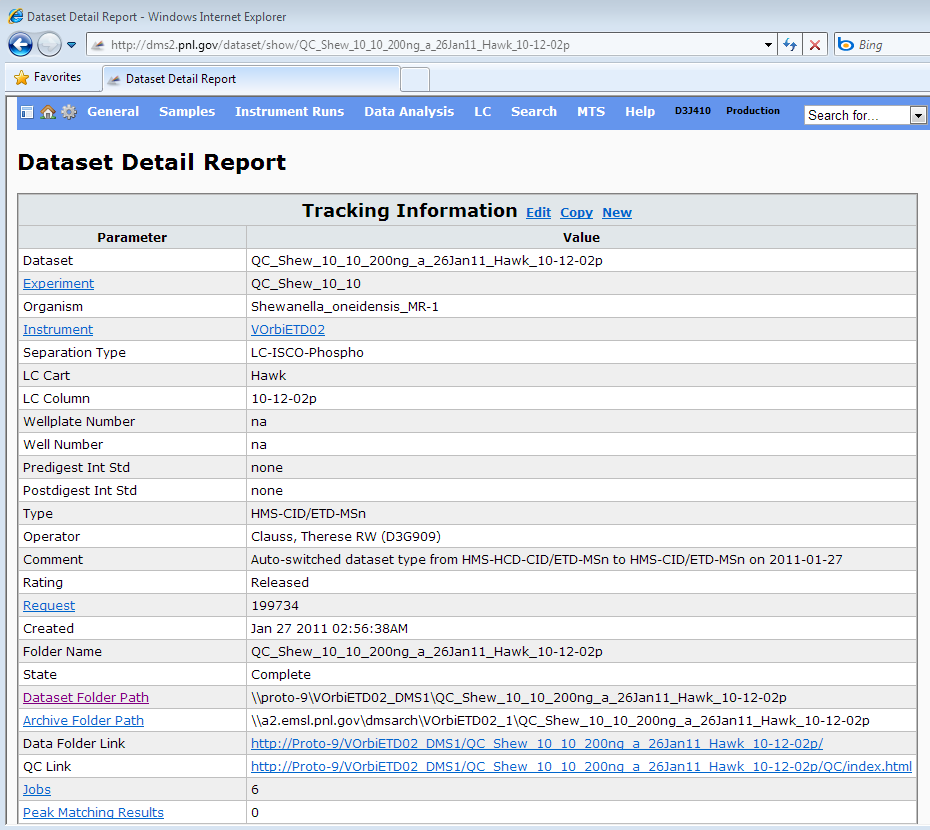 Dataset Detail Report - Windows Internet Explorer
http://dms2.pnl.gov/dataset/show/QC_Shew_10_10_200ng_a_26Jan11_Hawk_10-12-02p
Bing
Favorites
Dataset Detail Report
General Samples Instrument Runs Data Analysis LC Search MTS Help D3J410 Production Search for...
Dataset Detail Report
Tracking Information Edit Copy New
Parameter Value
Dataset QC_Shew_10_10_200ng_a_26Jan11_Hawk_10-12-02p
Experiment QC_Shew_10_10
Organism Shewanella_oneidensis_MR-1
Instrument VOrbiETD02
Separation Type LC-ISCO-Phospho
LC Cart Hawk
LC Column 10-12-02p
Wellplate Number na
Well Number na
Predigest Int Std none
Postdigest Int Std none
Type HMS-CID/ETD-MSn
Operator Clauss, Therese RW (D3G909)
Comment Auto-switched dataset type from HMS-HCD-CID/ETD-MSn to HMS-CID/ETD-MSn on 2011-01-27
Rating Released
Request 199734
Created Jan 27 2011 02:56:38AM
Folder Name QC_Shew_10_10_200ng_a_26Jan11_Hawk_10-12-02p
State Complete
Dataset Folder Path \\proto-9\VOrbiETD02_DMS1\QC_Shew_10_10_200ng_a_26Jan11_Hawk_10-12-02p
Archive Folder Path \\a2.emsl.pnl.gov\dmsarch\VOrbiETD02_1\QC_Shew_10_10_200ng_a_26Jan11_Hawk_10-12-02p
Data Folder Link http://Proto-9/VOrbiETD02_DMS1/QC_Shew_10_10_200ng_a_26Jan11_Hawk_10-12-02p/
QC Link http://Proto-9/VOrbiETD02_DMS1/QC_Shew_10_10_200ng_a_26Jan11_Hawk_10-12-02p/QC/index.html
Jobs 6
Peak Matching Results 0